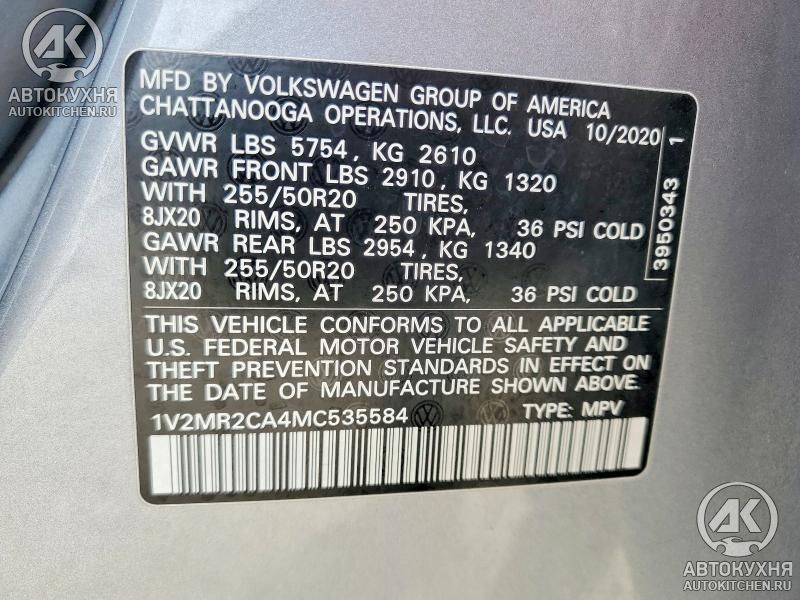 АК
АВТОКУХНЯ
AUTOKITCHEN.RU
MFD BY VOLKSWAGEN GROUP OF AMERICA
CHATTANOOGA OPERATIONS, LLC. USA 10/2020
GVWR LBS 5754, KG 2610
GAWR FRONT LBS 2910, KG 1320
WITH 255/50R20 TIRES,
8JX20 RIMS, AT 250 KPA, 36 PSI COLD
GAWR REAR LBS 2954, KG 1340
WITH 255/50R20 TIRES,
8JX20 RIMS, AT 250 KPA, 36 PSI COLD
3950343 1
THIS VEHICLE CONFORMS TO ALL APPLICABLE
U.S. FEDERAL MOTOR VEHICLE SAFETY AND
THEFT PREVENTION STANDARDS IN EFFECT ON
THE DATE OF MANUFACTURE SHOWN ABOVE.
1V2MR2CA4MC535584 TYPE: MPV
АК
АВТОКУХНЯ
AUTOKITCHEN.RU